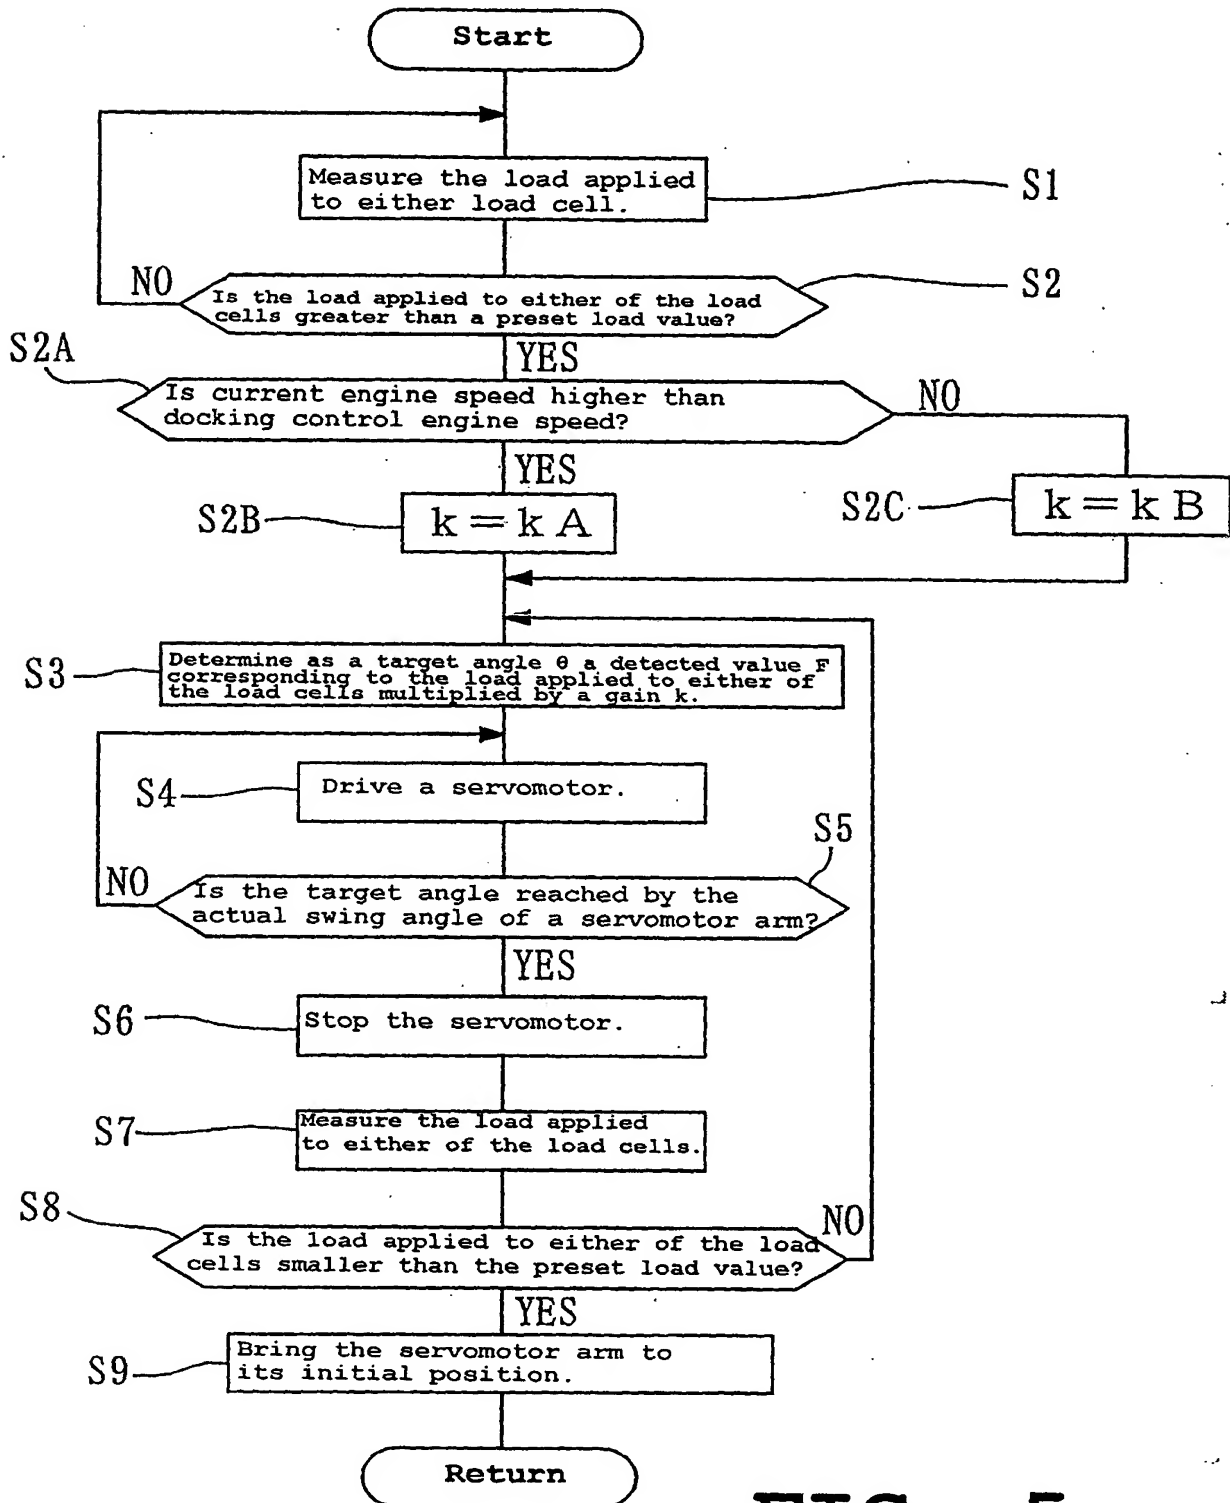 Start
Measure the load applied
to either load cell.
S1
NO
Is the load applied to either of the load
cells greater than a preset load value?
S2
YES
S2A
Is current engine speed higher than
docking control engine speed?
NO
YES
S2B
k = k A
S2C
k = k B
S3
Determine as a target angle θ a detected value F
corresponding to the load applied to either of
the load cells multiplied by a gain k.
S4
Drive a servomotor.
S5
NO
Is the target angle reached by the
actual swing angle of a servomotor arm?
YES
S6
Stop the servomotor.
S7
Measure the load applied
to either of the load cells.
S8
Is the load applied to either of the load
cells smaller than the preset load value?
NO
YES
S9
Bring the servomotor arm to
its initial position.
Return
FIG. 5